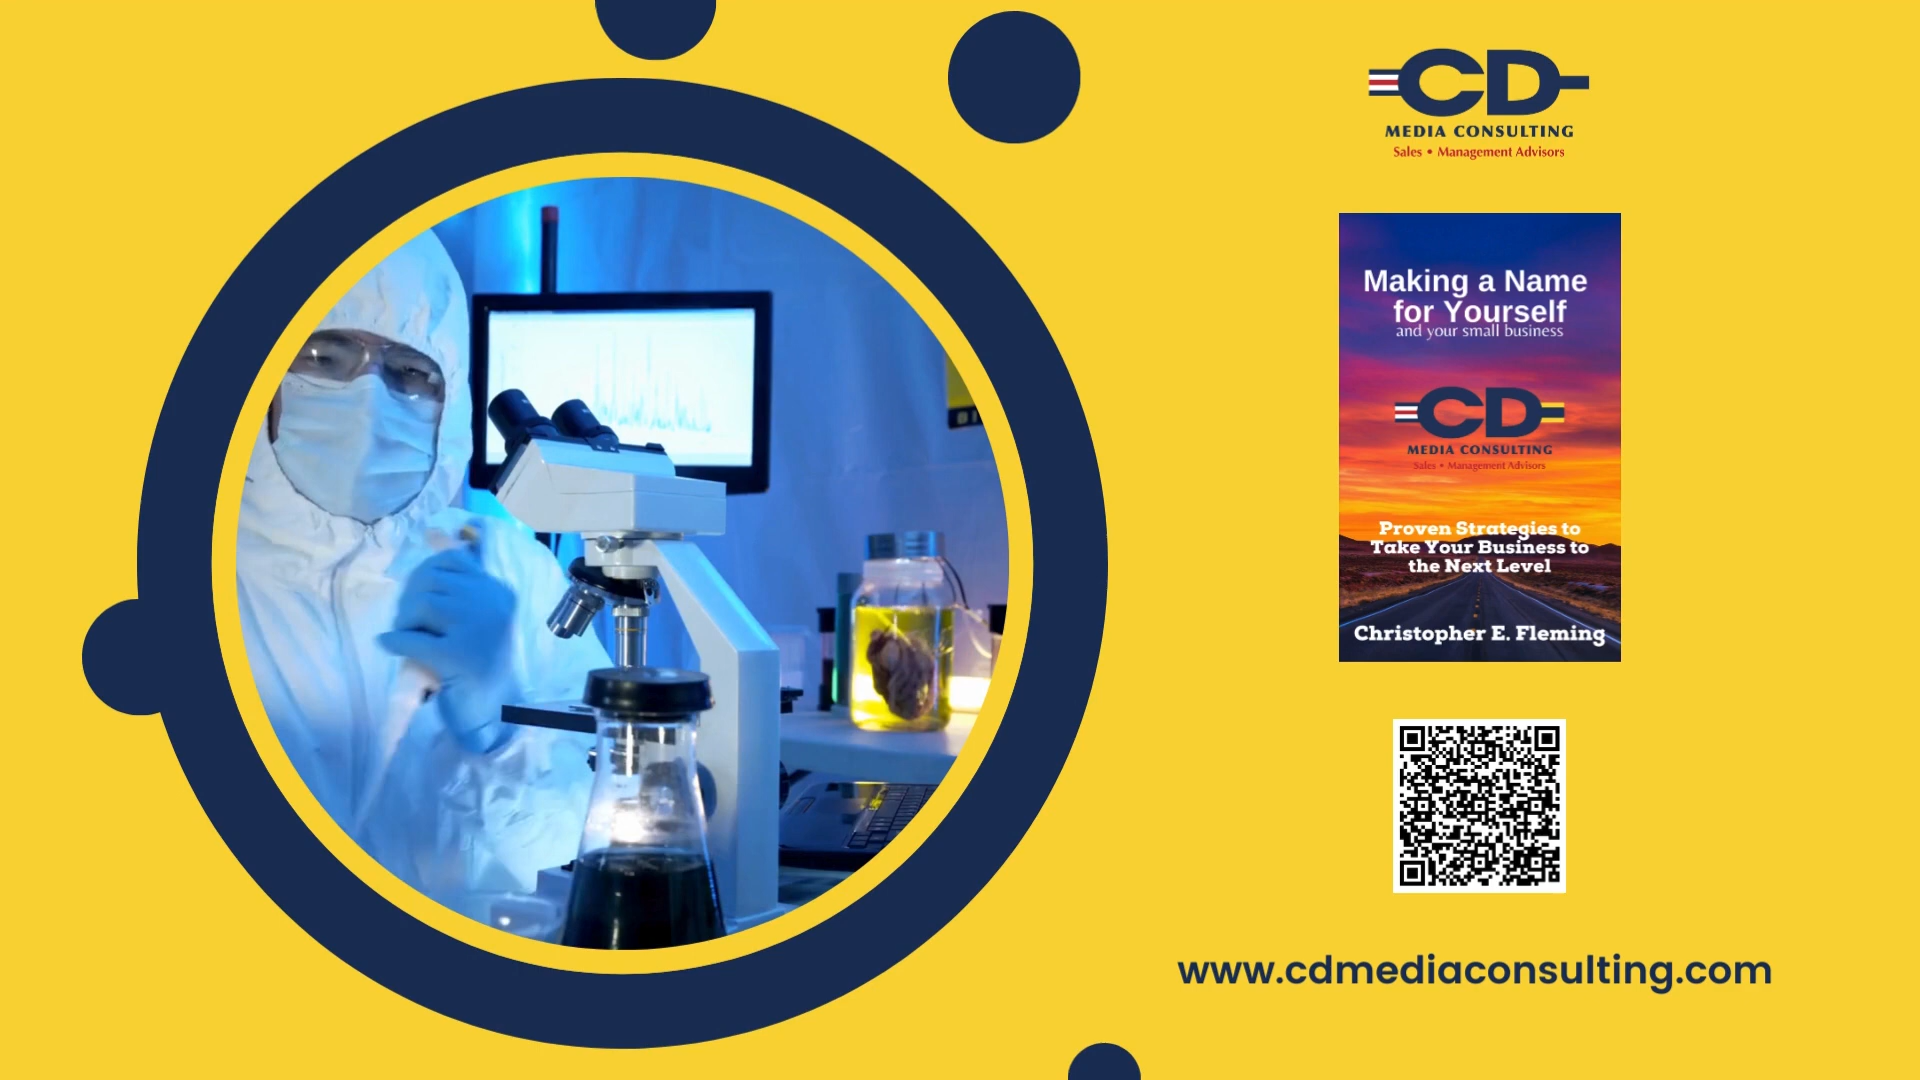 CD
MEDIA CONSULTING
Sales • Management Advisors
Making a Name
for Yourself
and your small business
CD
MEDIA CONSULTING
Sales • Management Advisors
Proven Strategies to
Take Your Business to
the Next Level
Christopher E. Fleming
www.cdmediaconsulting.com